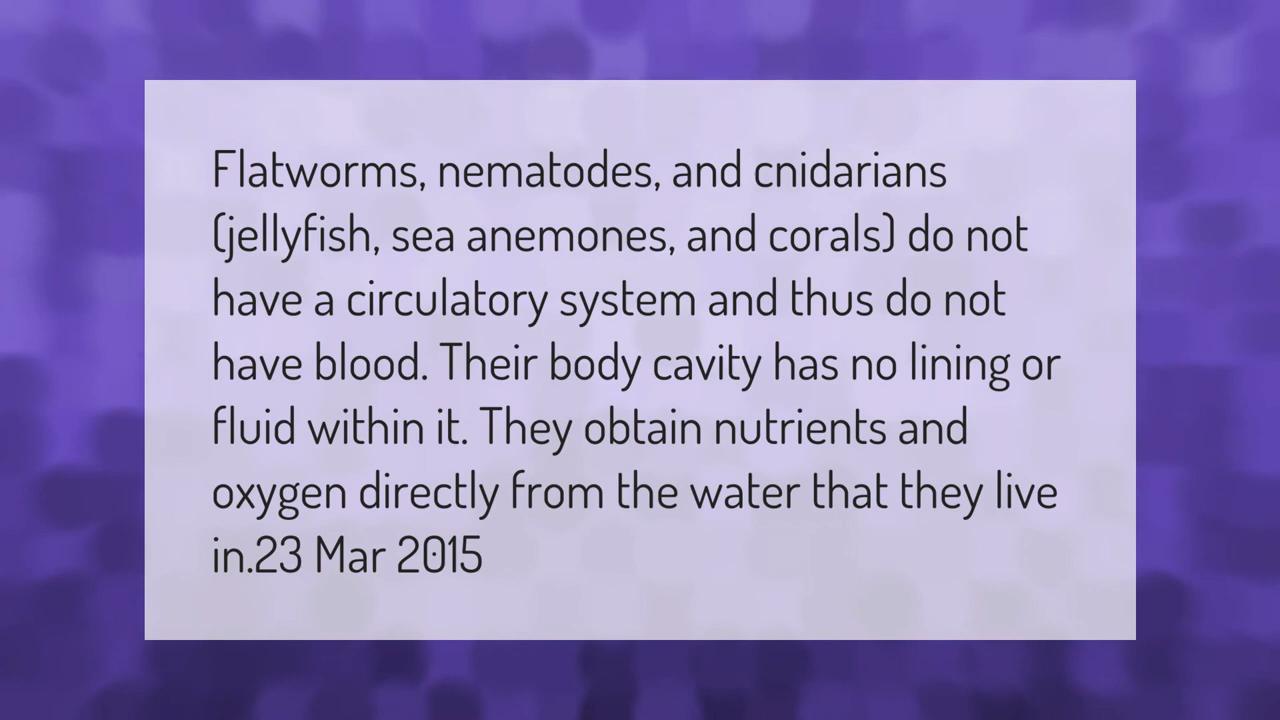 Flatworms, nematodes, and cnidarians
(jellyfish, sea anemones, and corals) do not
have a circulatory system and thus do not
have blood. Their body cavity has no lining or
fluid within it. They obtain nutrients and
oxygen directly from the water that they live
in.23 Mar 2015